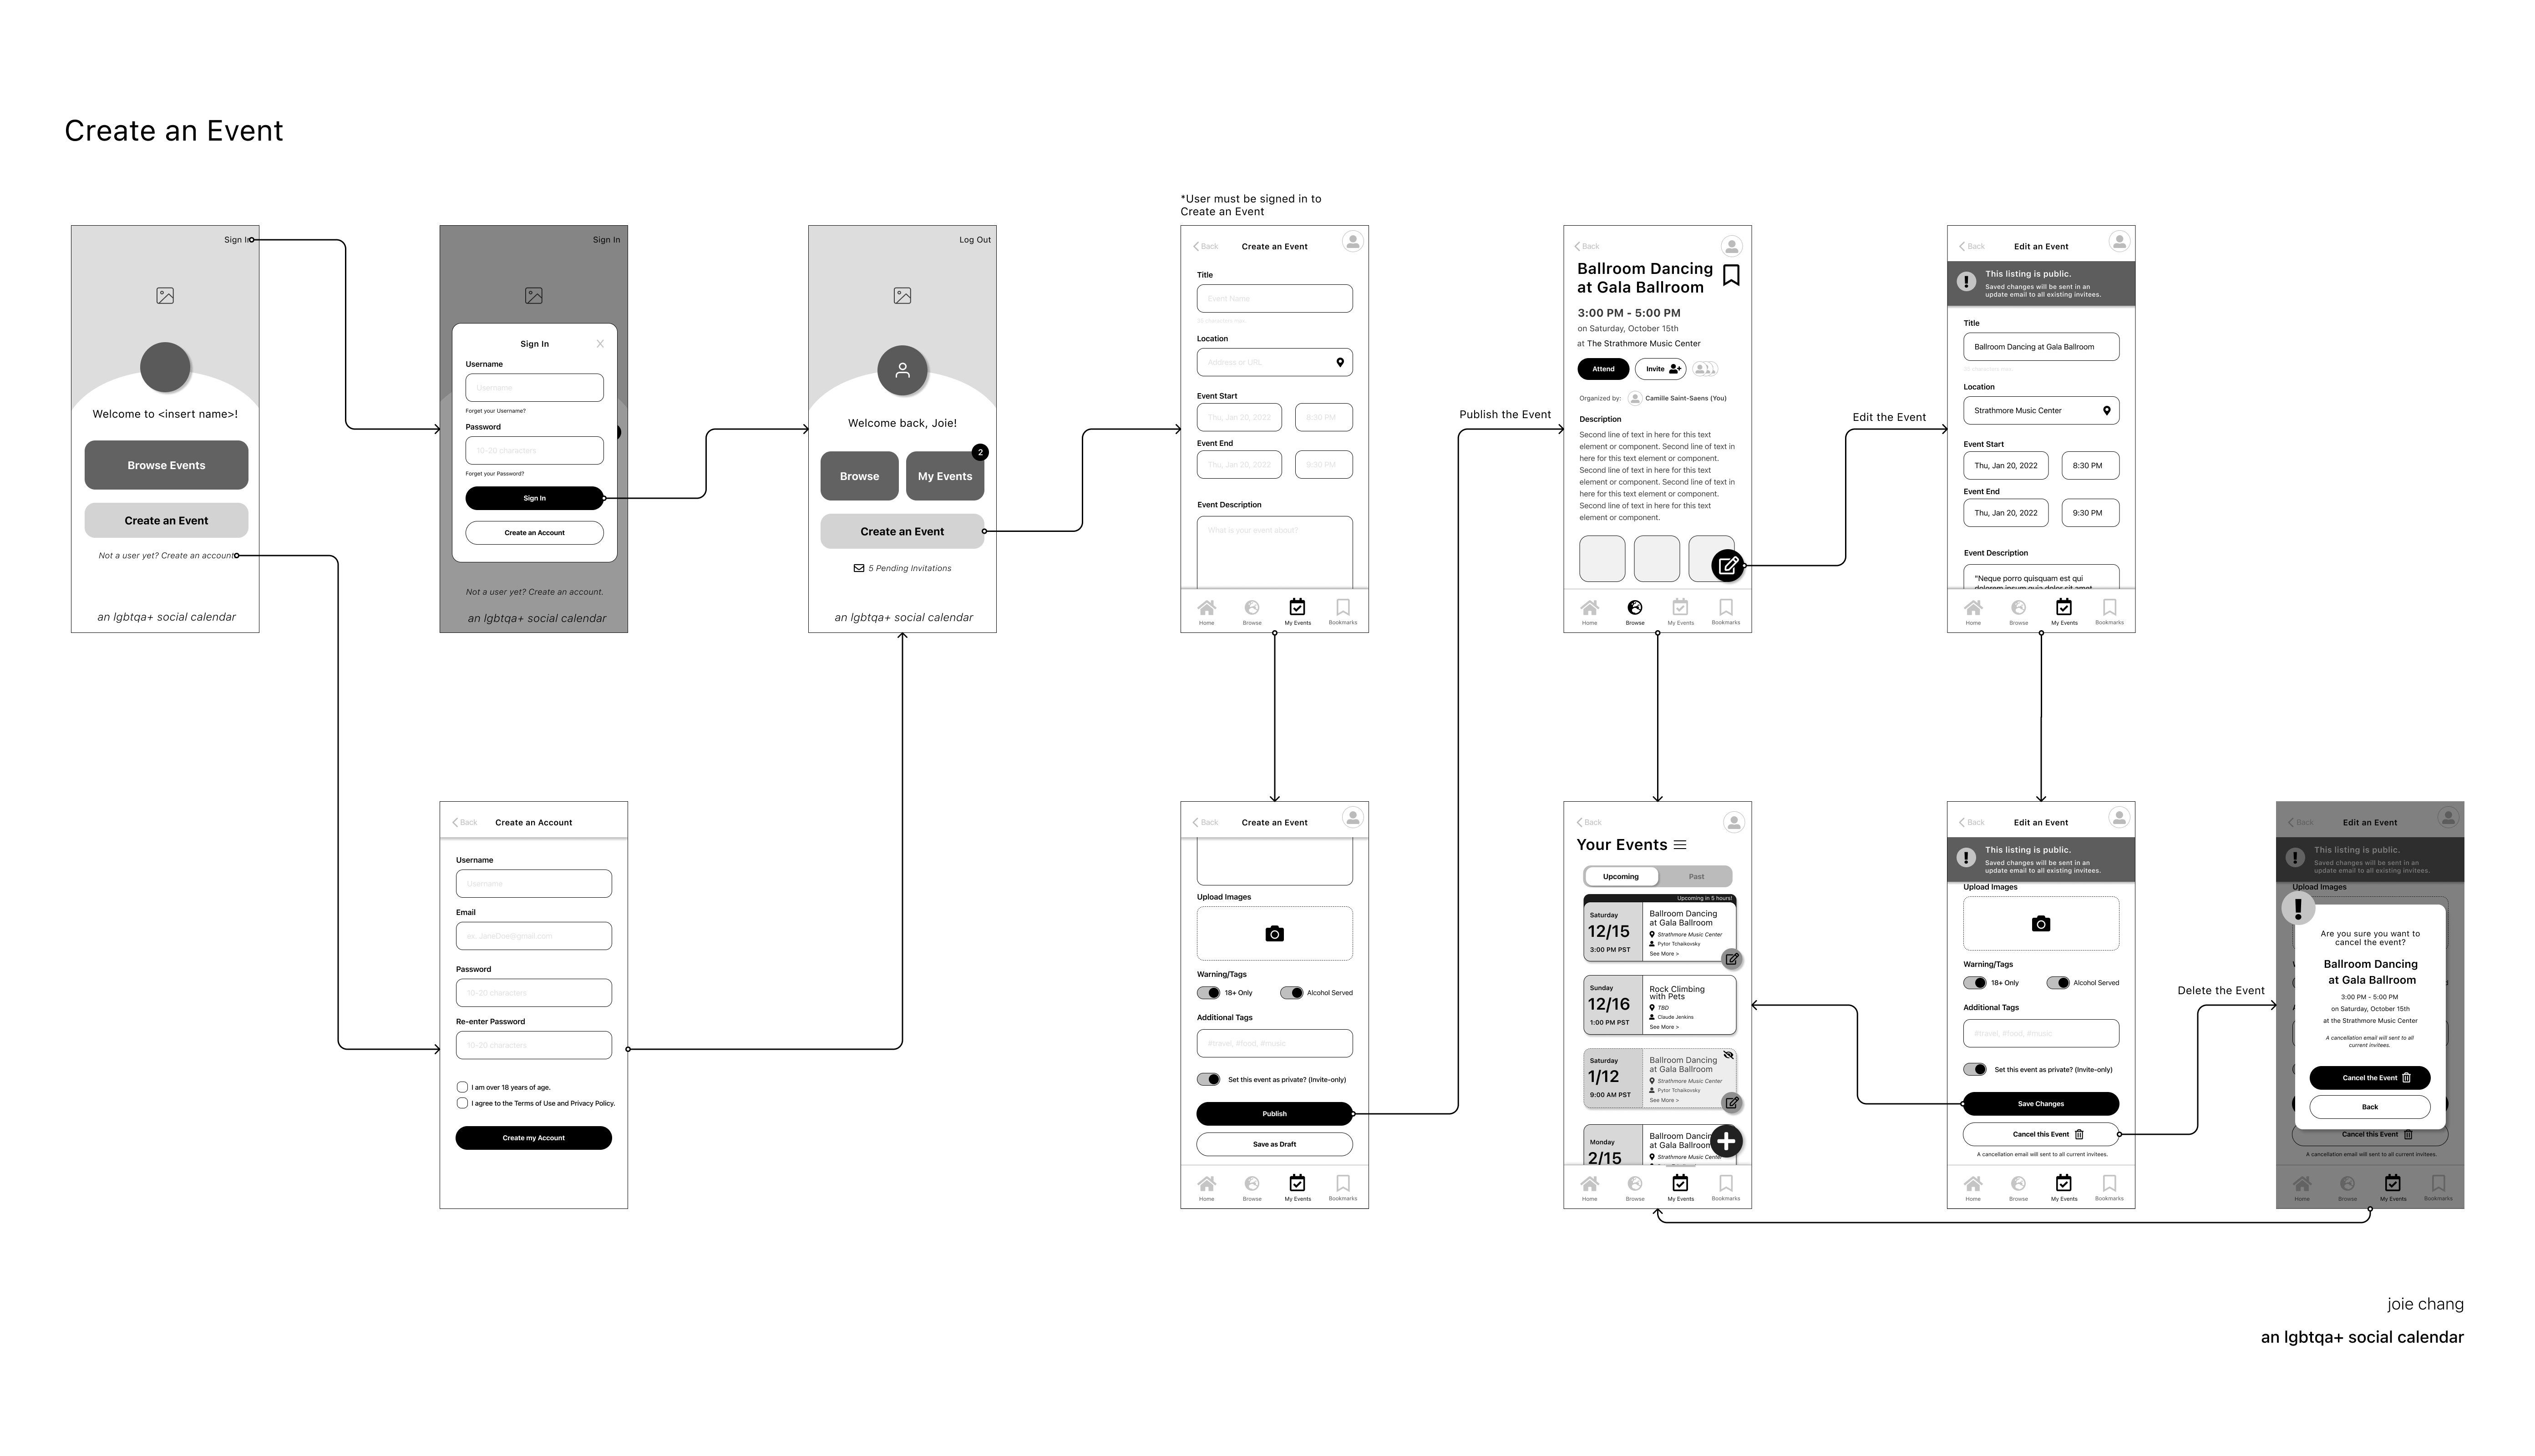 Create an Event
Sign In
Welcome to <insert name>!
Browse Events
Create an Event
Not a user yet? Create an account.
an lgbtqa+ social calendar
Sign In
Sign In
X
Username
Username
Forget your Username?
Password
10-20 characters
Forget your Password?
Sign In
Create an Account
Not a user yet? Create an account.
an lgbtqa+ social calendar
Log Out
Welcome back, Joie!
2
Browse
My Events
Create an Event
5 Pending Invitations
an lgbtqa+ social calendar
*User must be signed in to
Create an Event
Back
Create an Event
Title
Event Name
Location
Address or URL
Event Start
Thu, Jan 20, 2022
8:30 PM
Event End
Thu, Jan 20, 2022
9:30 PM
Event Description
What is your event about?
Home
Browse
My Events
Bookmarks
Publish the Event
Back
Ballroom Dancing
at Gala Ballroom
3:00 PM - 5:00 PM
on Saturday, October 15th
at The Strathmore Music Center
Attend
Invite
Organized by:
Camille Saint-Saens (You)
Description
Second line of text in here for this text
element or component. Second line of text in
here for this text element or component.
Second line of text in here for this text
element or component. Second line of text in
here for this text element or component.
Second line of text in here for this text
element or component.
Home
Browse
My Events
Bookmarks
Edit the Event
Back
Edit an Event
This listing is public.
Saved changes will be sent in an
update email to all existing invitees.
Title
Ballroom Dancing at Gala Ballroom
Location
Strathmore Music Center
Event Start
Thu, Jan 20, 2022
8:30 PM
Event End
Thu, Jan 20, 2022
9:30 PM
Event Description
"Neque porro quisquam est qui
dolorem ipsum quia dolor sit amet
Home
Browse
My Events
Bookmarks
Back
Create an Account
Username
Username
Email
ex. JaneDoe@gmail.com
Password
10-20 characters
Re-enter Password
10-20 characters
I am over 18 years of age.
I agree to the Terms of Use and Privacy Policy.
Create my Account
Back
Create an Event
Upload Images
Warning/Tags
18+ Only
Alcohol Served
Additional Tags
#travel, #food, #music
Set this event as private? (Invite-only)
Publish
Save as Draft
Home
Browse
My Events
Bookmarks
Back
Your Events
Upcoming
Past
Upcoming in 5 hours!
Saturday
12/15
3:00 PM PST
Ballroom Dancing
at Gala Ballroom
Strathmore Music Center
Pytor Tchaikovsky
See More >
Sunday
12/16
1:00 PM PST
Rock Climbing
with Pets
TBD
Claude Jenkins
See More >
Saturday
1/12
9:00 AM PST
Ballroom Dancing
at Gala Ballroom
Strathmore Music Center
Pytor Tchaikovsky
See More >
Monday
2/15
Ballroom Dancing
at Gala Ballroom
Strathmore Music Center
Home
Browse
My Events
Bookmarks
Back
Edit an Event
This listing is public.
Saved changes will be sent in an
update email to all existing invitees.
Upload Images
Warning/Tags
18+ Only
Alcohol Served
Additional Tags
#travel, #food, #music
Set this event as private? (Invite-only)
Save Changes
Cancel this Event
A cancellation email will sent to all current invitees.
Home
Browse
My Events
Bookmarks
Delete the Event
Back
Edit an Event
This listing is public.
Saved changes will be sent in an
update email to all existing invitees.
Upload Images
Are you sure you want to
cancel the event?
Ballroom Dancing
at Gala Ballroom
3:00 PM - 5:00 PM
on Saturday, October 15th
at the Strathmore Music Center
A cancellation email will sent to all
current invitees.
Cancel the Event
Back
Cancel this Event
A cancellation email will sent to all current invitees.
Home
Browse
My Events
Bookmarks
joie chang
an lgbtqa+ social calendar